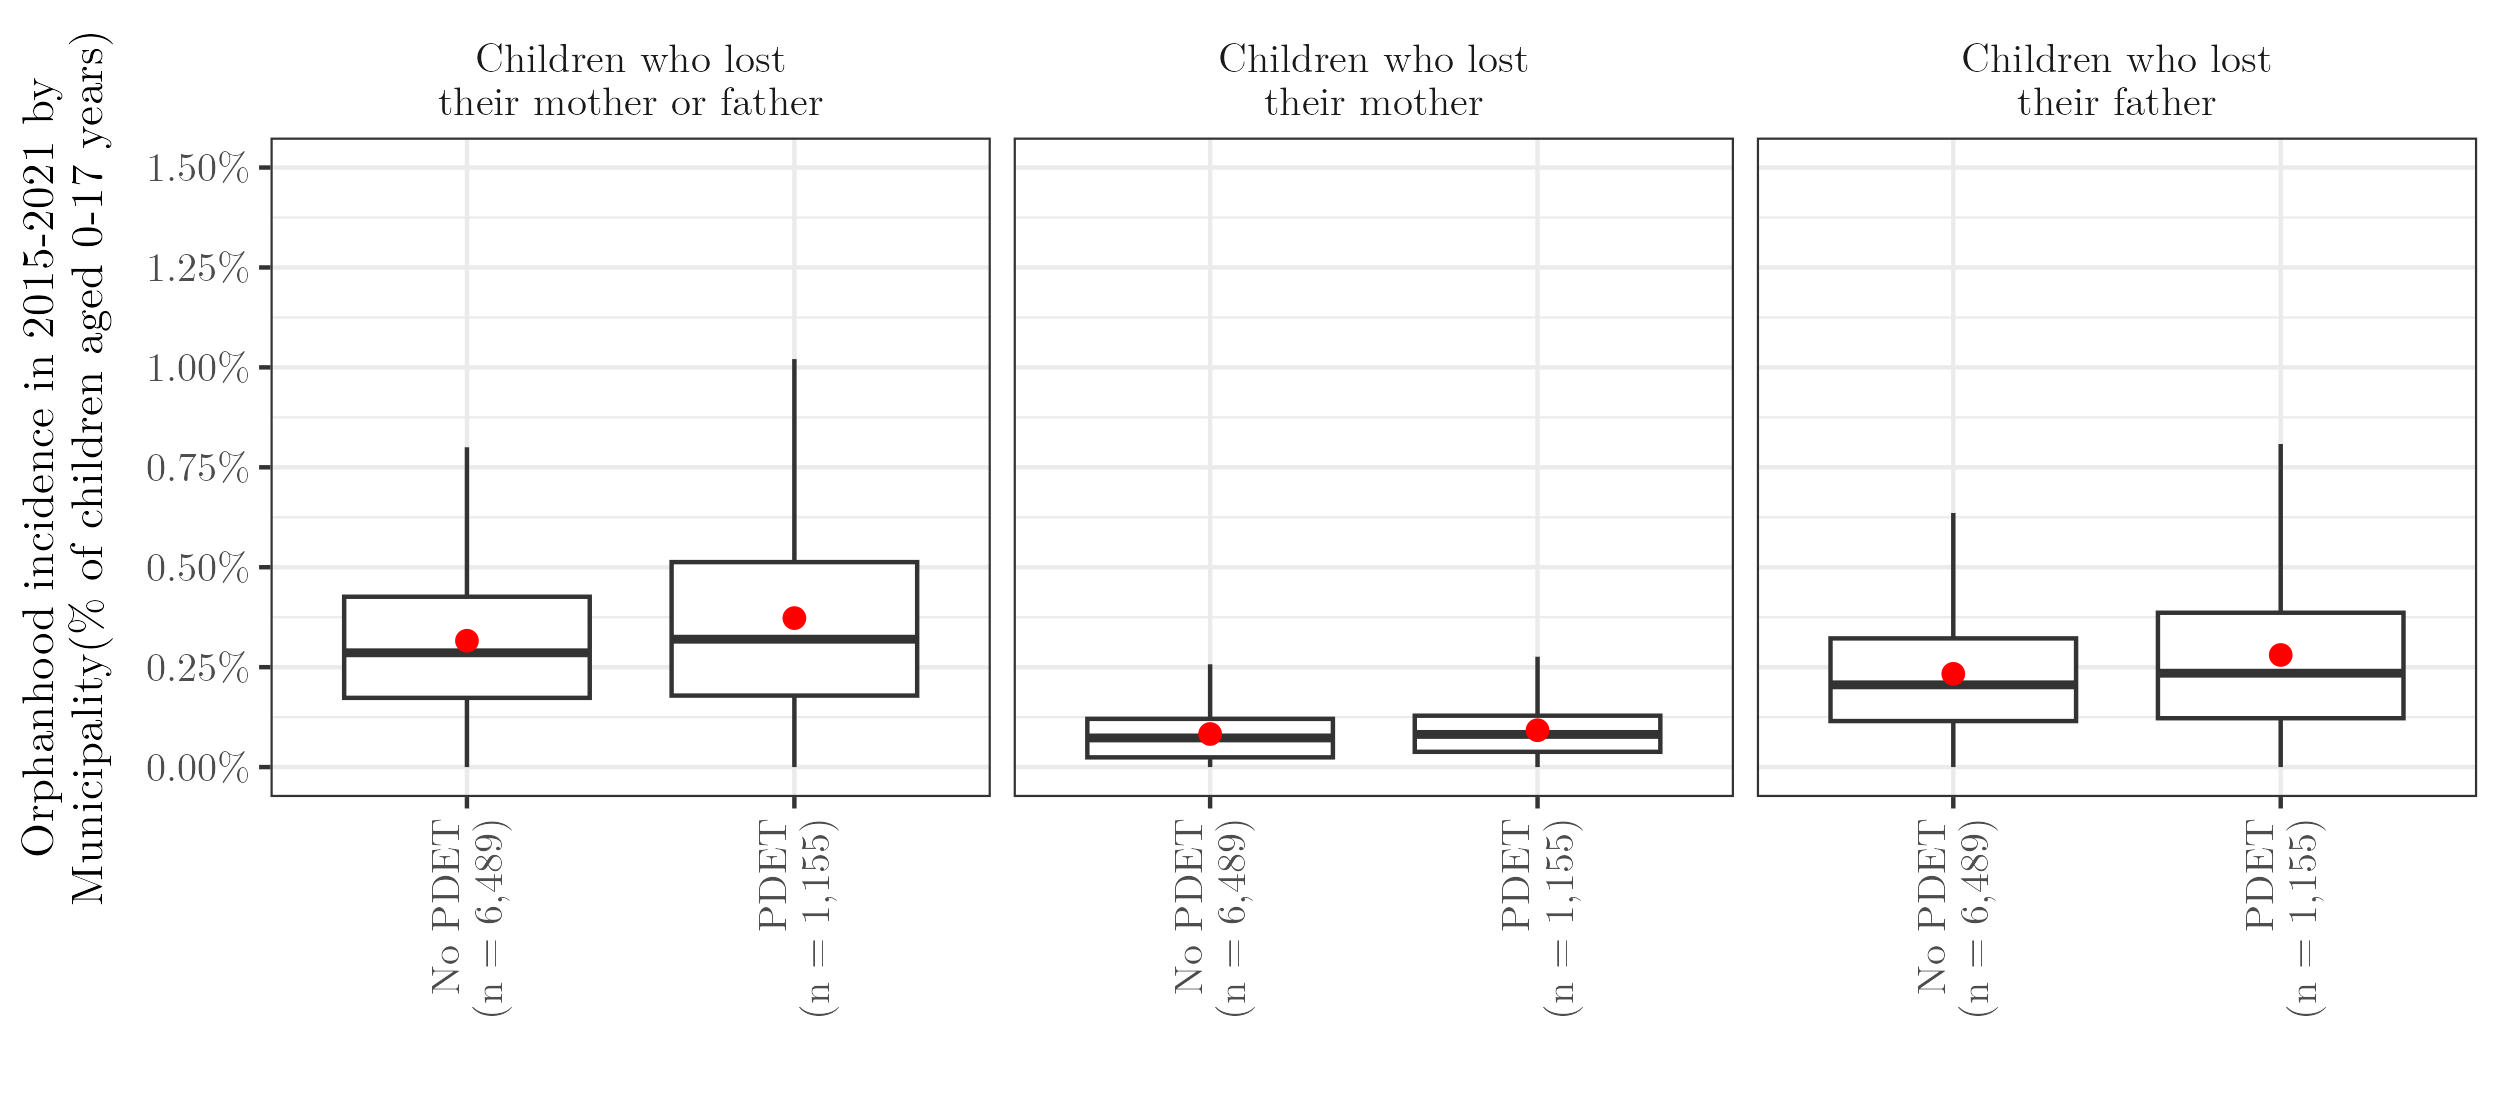 Orphanhood incidence in 2015-2021 by
Municipality(% of children aged 0-17 years)
Children who lost
their mother or father
Children who lost
their mother
Children who lost
their father
1.50%
1.25%
1.00%
0.75%
0.50%
0.25%
0.00%
No PDET
(n = 6,489)
PDET
(n = 1,155)
No PDET
(n = 6,489)
PDET
(n = 1,155)
No PDET
(n = 6,489)
PDET
(n = 1,155)